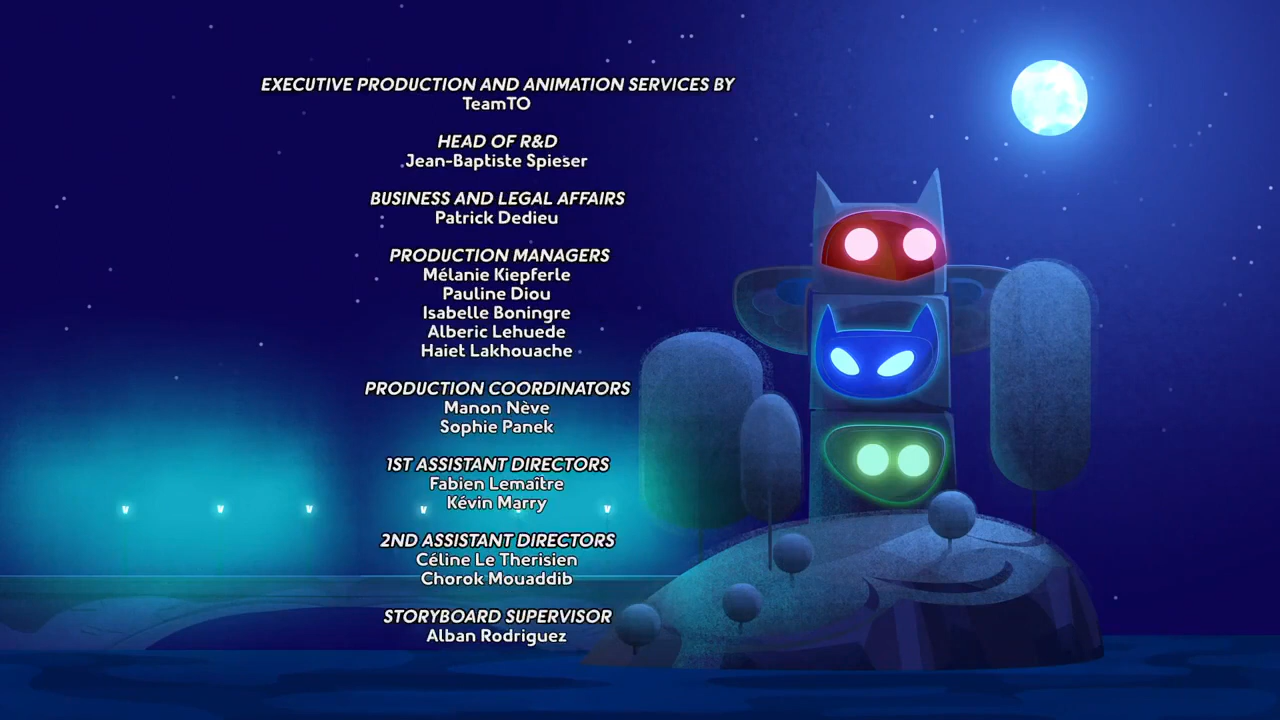 EXECUTIVE PRODUCTION AND ANIMATION SERVICES BY
TeamTO
HEAD OF R&D
Jean-Baptiste Spieser
BUSINESS AND LEGAL AFFAIRS
Patrick Dedieu
PRODUCTION MANAGERS
Mélanie Kiepferle
Pauline Diou
Isabelle Boningre
Alberic Lehuede
Haiet Lakhouache
PRODUCTION COORDINATORS
Manon Nève
Sophie Panek
1ST ASSISTANT DIRECTORS
Fabien Lemaître
Kévin Marry
2ND ASSISTANT DIRECTORS
Céline Le Therisien
Chorok Mouaddib
STORYBOARD SUPERVISOR
Alban Rodriguez